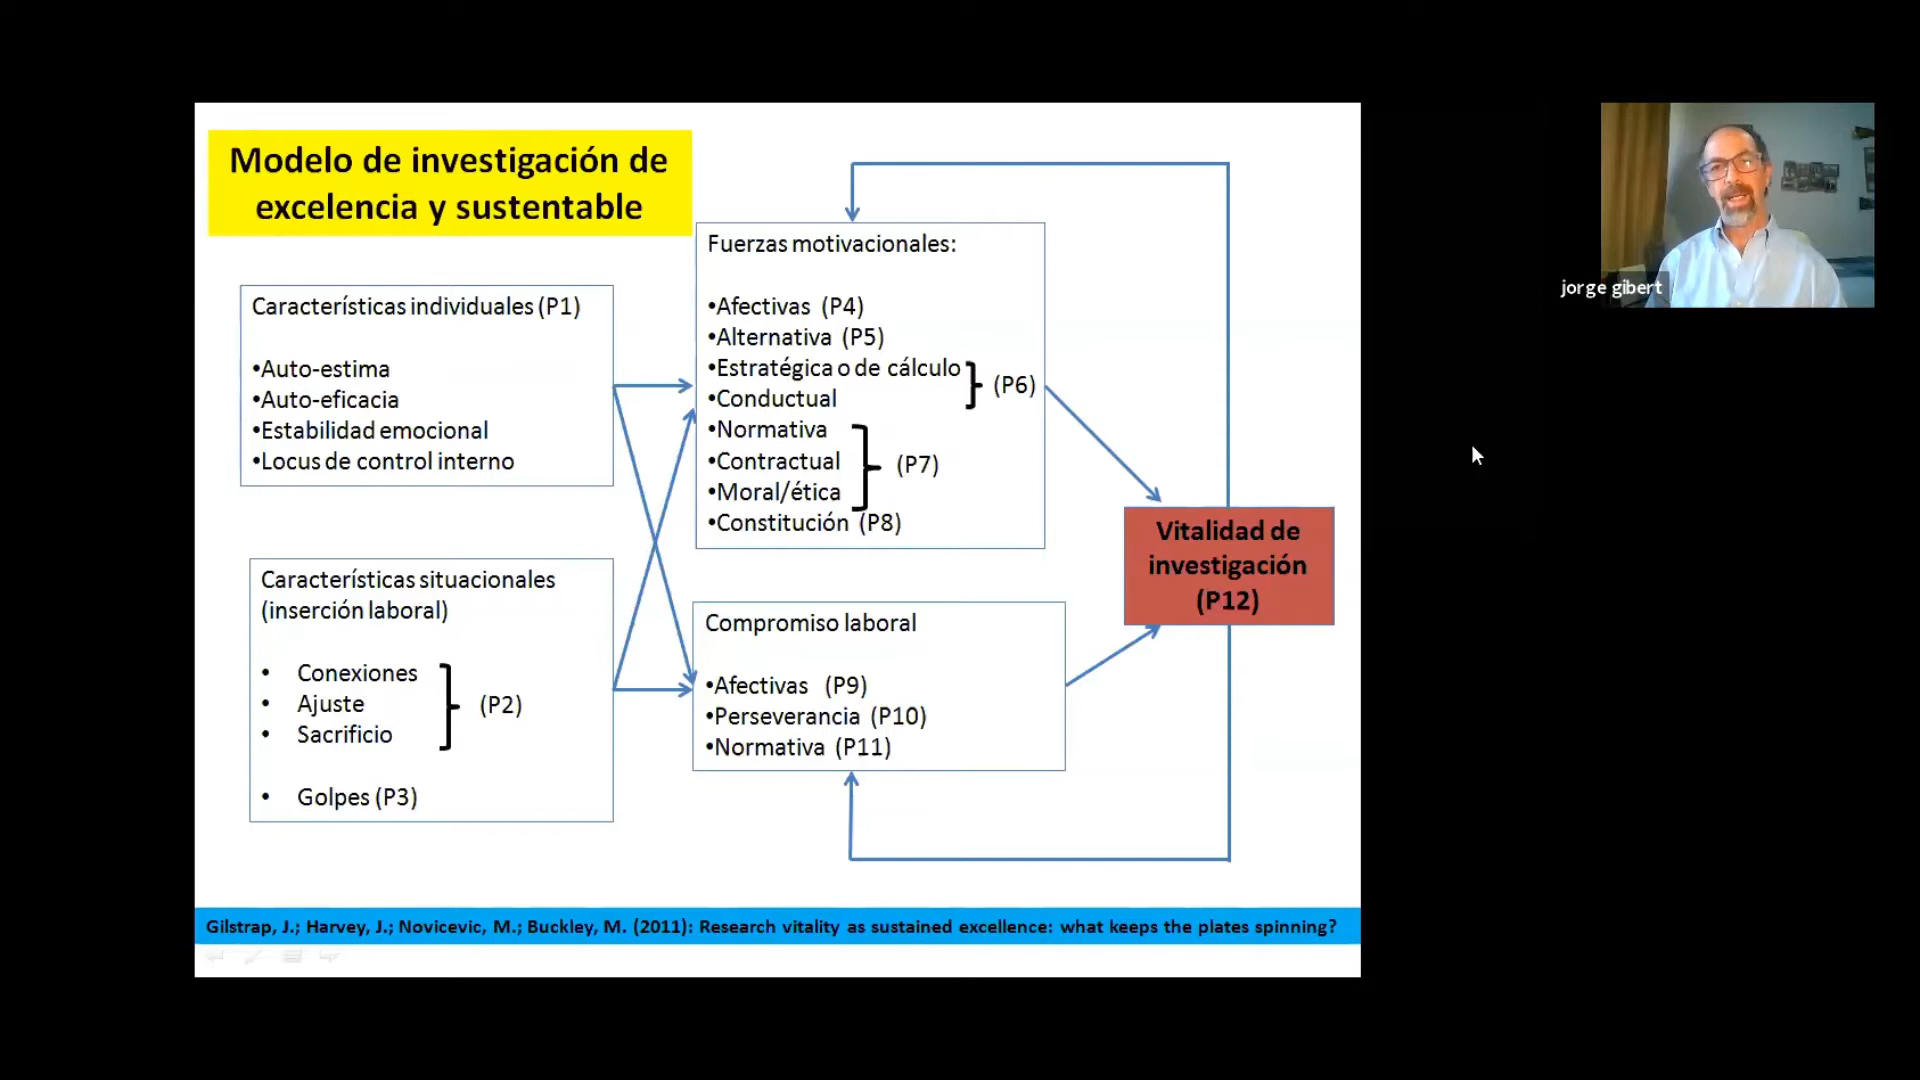 Modelo de investigación de
excelencia y sustentable
Características individuales (P1)
•Auto-estima
•Auto-eficacia
•Estabilidad emocional
•Locus de control interno
Características situacionales
(inserción laboral)
• Conexiones
• Ajuste
• Sacrificio
(P2)
• Golpes (P3)
Fuerzas motivacionales:
•Afectivas (P4)
•Alternativa (P5)
•Estratégica o de cálculo
•Conductual
(P6)
•Normativa
•Contractual
•Moral/ética
(P7)
•Constitución (P8)
Compromiso laboral
•Afectivas (P9)
•Perseverancia (P10)
•Normativa (P11)
Vitalidad de
investigación
(P12)
Gilstrap, J.; Harvey, J.; Novicevic, M.; Buckley, M. (2011): Research vitality as sustained excellence: what keeps the plates spinning?
jorge gibert